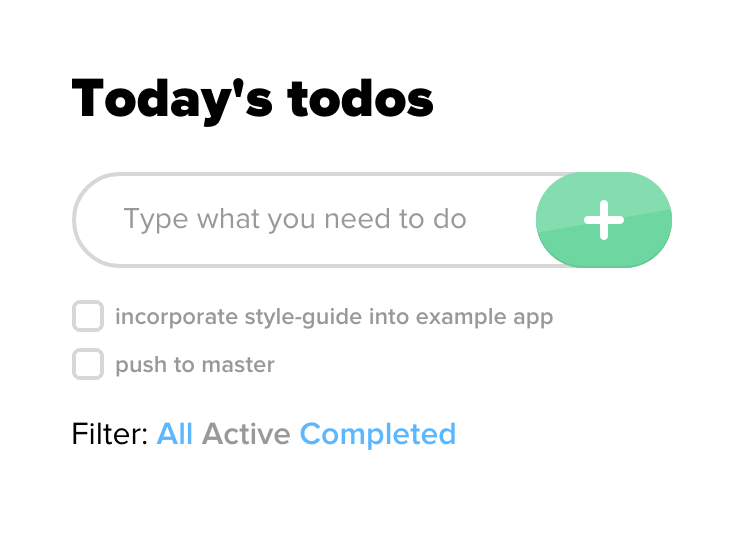 Today's todos
Type what you need to do
incorporate style-guide into example app
push to master
Filter: All Active Completed